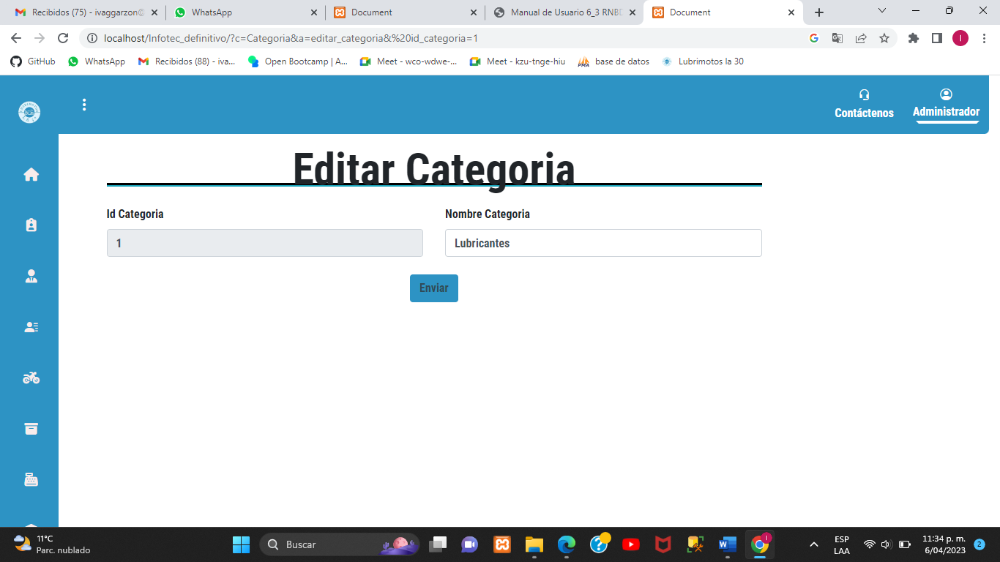 Recibidos (75) - ivaggarzon@
WhatsApp
Document
Manual de Usuario 6_3 RNBD
Document
localhost/Infotec_definitivo/?c=Categoria&a=editar_categoria&%20id_categoria=1
GitHub
WhatsApp
Recibidos (88) - iva...
Open Bootcamp | A...
Meet - wco-wdwe-...
Meet - kzu-tnge-hiu
base de datos
Lubrimotos la 30
Contáctenos
Administrador
Editar Categoria
Id Categoria
Nombre Categoria
1
Lubricantes
Enviar
11°C
Parc. nublado
Buscar
ESP
LAA
11:34 p. m.
6/04/2023
2